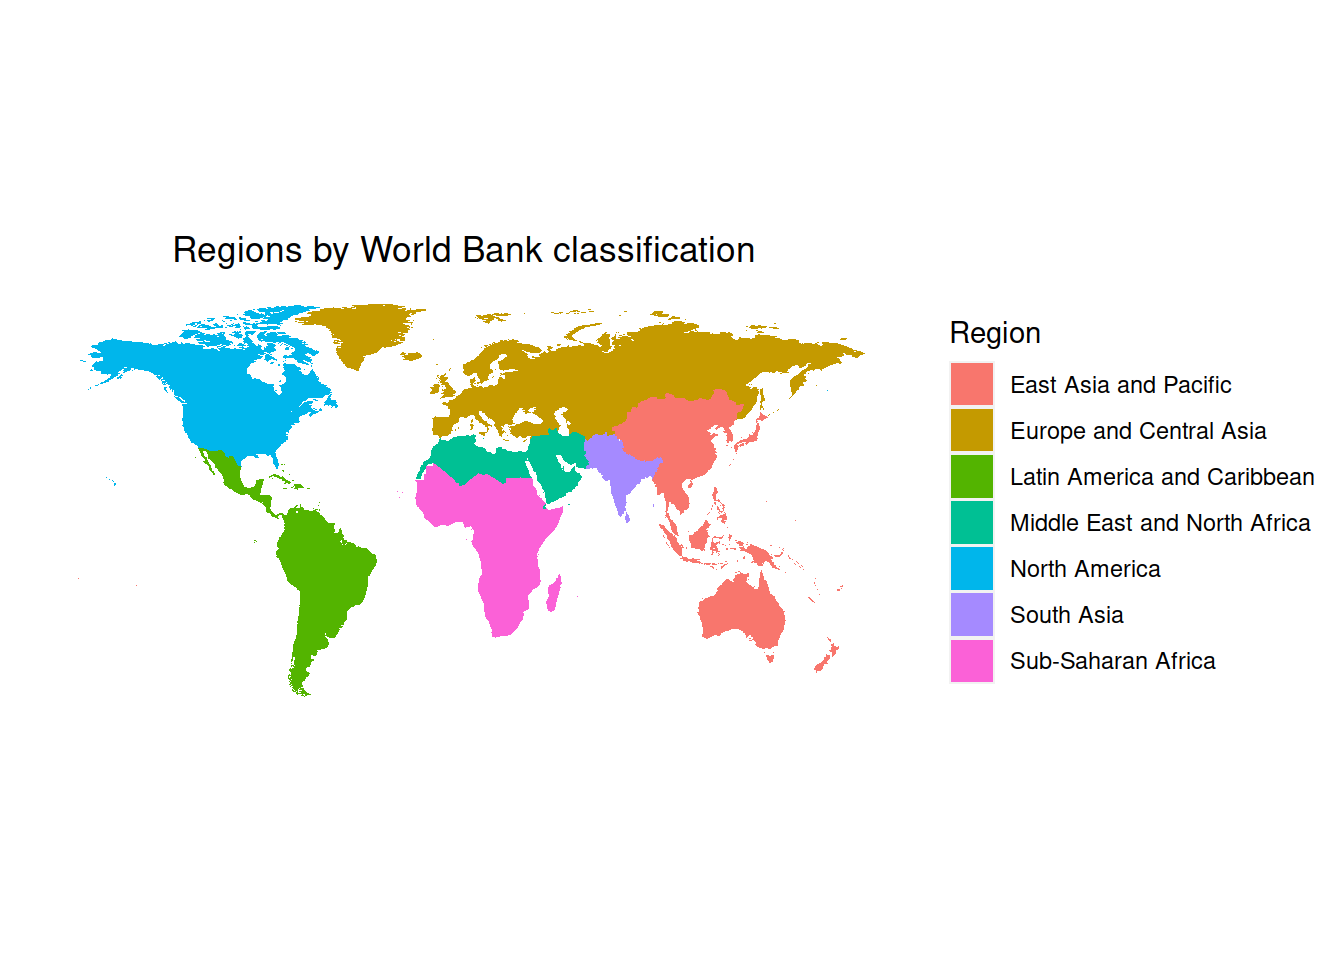 Regions by World Bank classification
Region
East Asia and Pacific
Europe and Central Asia
Latin America and Caribbean
Middle East and North Africa
North America
South Asia
Sub-Saharan Africa